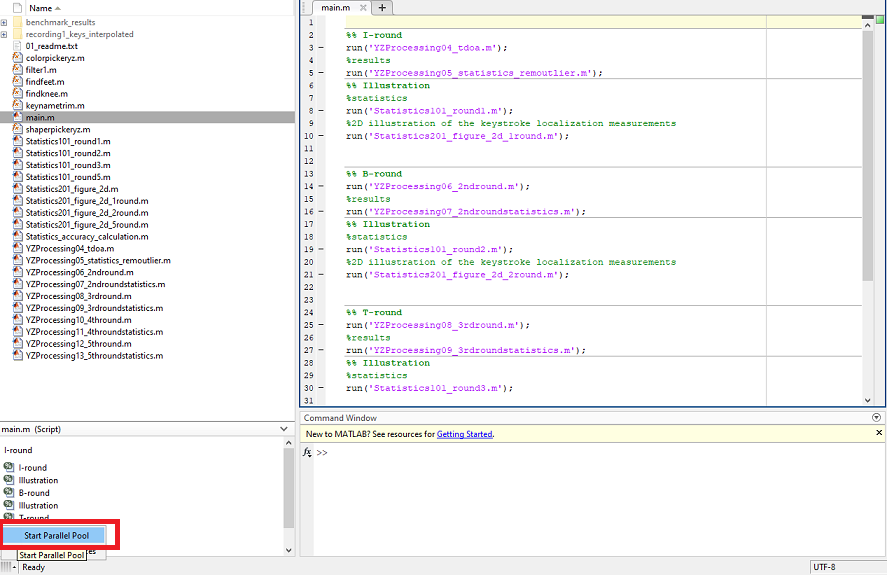 Name
benchmark_results
recording1_keys_interpolated
01_readme.txt
colorpickeryz.m
filter1.m
findfeet.m
findknee.m
keynametrim.m
main.m
shaperpickeryz.m
Statistics101_round1.m
Statistics101_round2.m
Statistics101_round3.m
Statistics101_round5.m
Statistics201_figure_2d.m
Statistics201_figure_2d_1round.m
Statistics201_figure_2d_2round.m
Statistics201_figure_2d_5round.m
Statistics_accuracy_calculation.m
YZProcessing04_tdoa.m
YZProcessing05_statistics_remoutlier.m
YZProcessing06_2ndround.m
YZProcessing07_2ndroundstatistics.m
YZProcessing08_3rdround.m
YZProcessing09_3rdroundstatistics.m
YZProcessing10_4thround.m
YZProcessing11_4throundstatistics.m
YZProcessing12_5thround.m
YZProcessing13_5throundstatistics.m
main.m (Script)
I-round
I-round
Illustration
B-round
Illustration
T-round
Start Parallel Pool
Start Parallel Pool
Ready
main.m
1
2 %% I-round
3 – run('YZProcessing04_tdoa.m');
4 %results
5 – run('YZProcessing05_statistics_remoutlier.m');
6 %% Illustration
7 %statistics
8 – run('Statistics101_round1.m');
9 %2D illustration of the keystroke localization measurements
10 – run('Statistics201_figure_2d_1round.m');
11
12
13 %% B-round
14 – run('YZProcessing06_2ndround.m');
15 %results
16 – run('YZProcessing07_2ndroundstatistics.m');
17 %% Illustration
18 %statistics
19 – run('Statistics101_round2.m');
20 %2D illustration of the keystroke localization measurements
21 – run('Statistics201_figure_2d_2round.m');
22
23
24 %% T-round
25 – run('YZProcessing08_3rdround.m');
26 %results
27 – run('YZProcessing09_3rdroundstatistics.m');
28 %% Illustration
29 %statistics
30 – run('Statistics101_round3.m');
31
Command Window
New to MATLAB? See resources for Getting Started.
fx >>
UTF-8